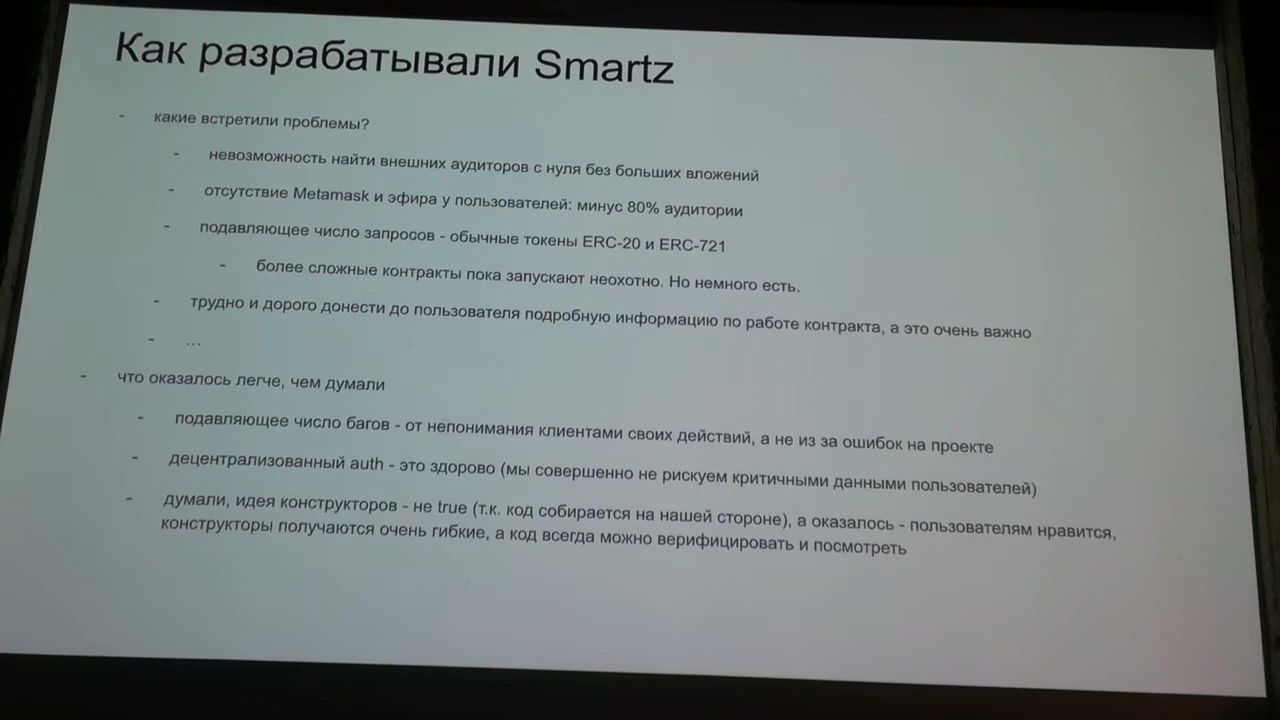 Как разрабатывали Smartz
- какие встретили проблемы?
- невозможность найти внешних аудиторов с нуля без больших вложений
- отсутствие Metamask и эфира у пользователей: минус 80% аудитории
- подавляющее число запросов - обычные токены ERC-20 и ERC-721
- более сложные контракты пока запускают неохотно. Но немного есть.
- трудно и дорого донести до пользователя подробную информацию по работе контракта, а это очень важно
- ...
- что оказалось легче, чем думали
- подавляющее число багов - от непонимания клиентами своих действий, а не из за ошибок на проекте
- децентрализованный auth - это здорово (мы совершенно не рискуем критичными данными пользователей)
- думали, идея конструкторов - не true (т.к. код собирается на нашей стороне), а оказалось - пользователям нравится,
конструкторы получаются очень гибкие, а код всегда можно верифицировать и посмотреть